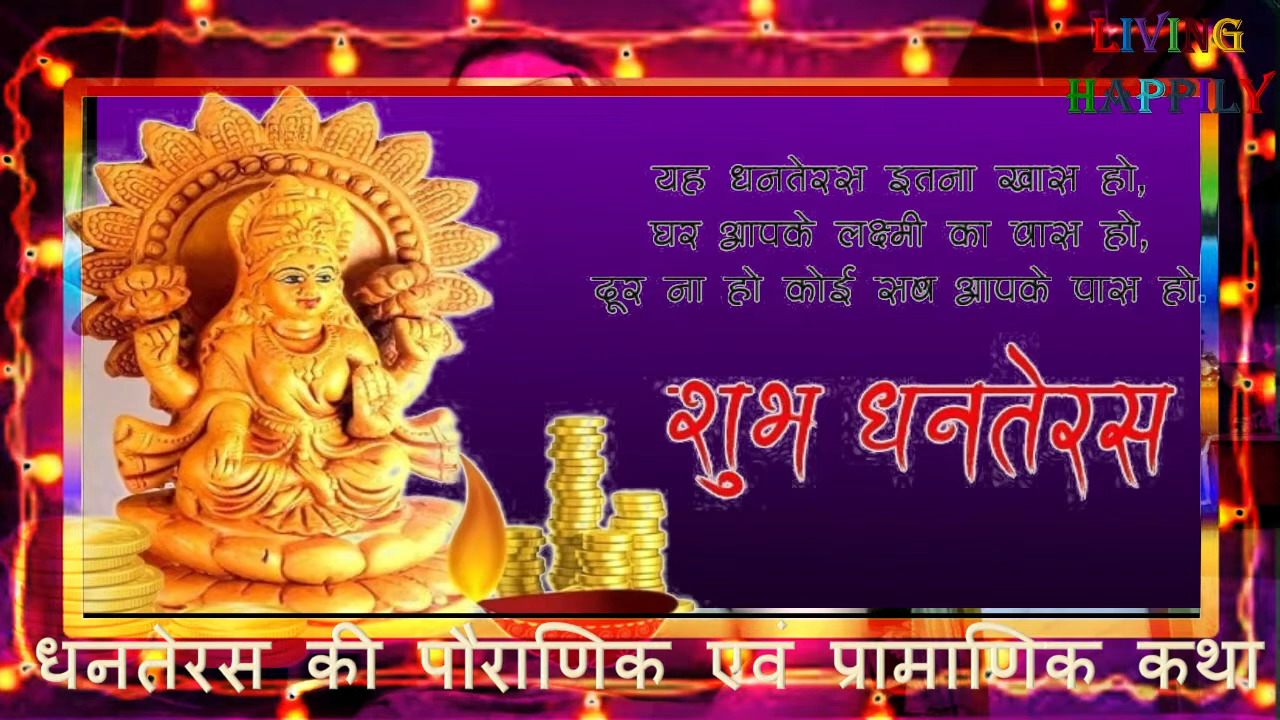 LIVING
HAPPILY
यह धनतेरस इतना खास हो,
घर आपके लक्ष्मी का वास हो,
दूर ना हो कोई सब आपके पास हो.
शुभ धनतेरस
धनतेरस की पौराणिक एवं प्रामाणिक कथा